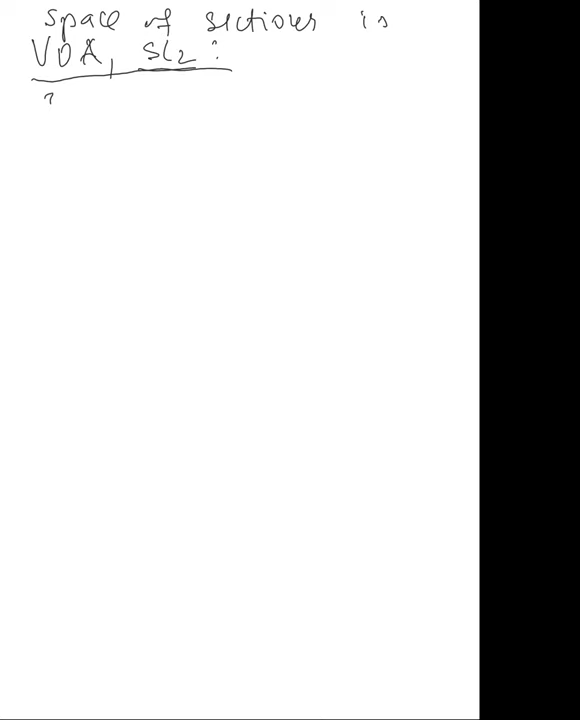 space of sections is
VOA, sl₂ :
?